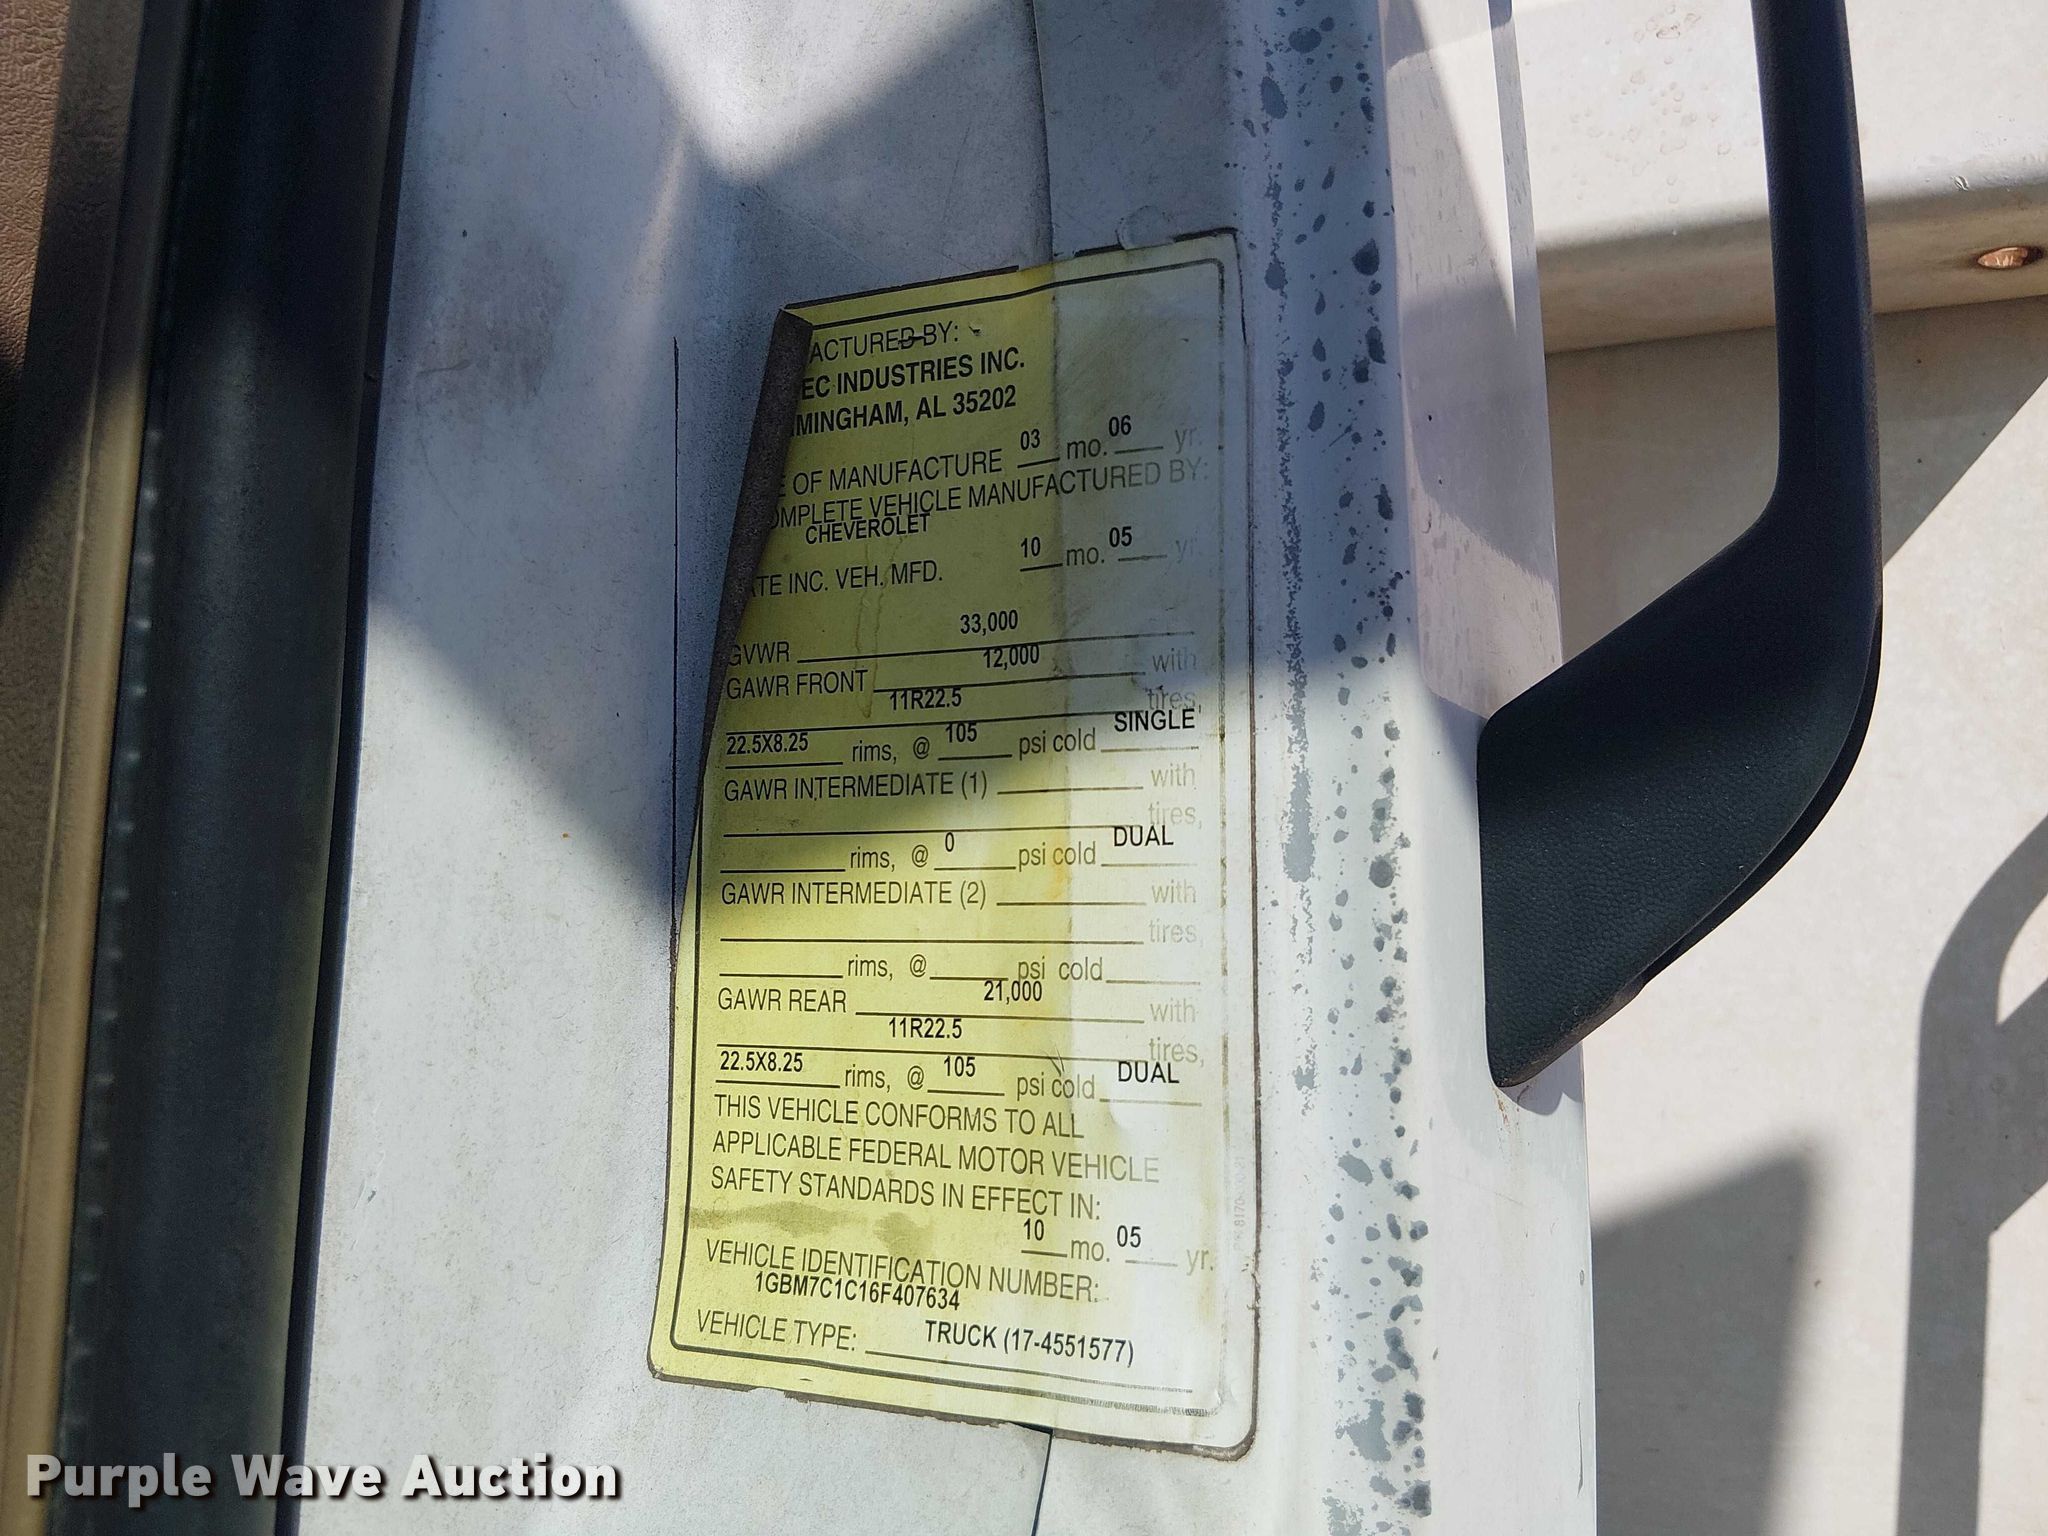 ACTURED BY:
EC INDUSTRIES INC.
MINGHAM, AL 35202
E OF MANUFACTURE 03 mo. 06 yr.
OMPLETE VEHICLE MANUFACTURED BY:
CHEVEROLET
ATE INC. VEH. MFD. 10 mo. 05 yr.
GVWR 33,000
GAWR FRONT 12,000 with
11R22.5 tires,
22.5X8.25 rims, @ 105 psi cold SINGLE
GAWR INTERMEDIATE (1) with
tires,
rims, @ 0 psi cold DUAL
GAWR INTERMEDIATE (2) with
tires,
rims, @ psi cold
GAWR REAR 21,000 with
11R22.5 tires,
22.5X8.25 rims, @ 105 psi cold DUAL
THIS VEHICLE CONFORMS TO ALL
APPLICABLE FEDERAL MOTOR VEHICLE
SAFETY STANDARDS IN EFFECT IN:
10 mo. 05 yr.
VEHICLE IDENTIFICATION NUMBER:
1GBM7C1C16F407634
VEHICLE TYPE: TRUCK (17-4551577)
Purple Wave Auction